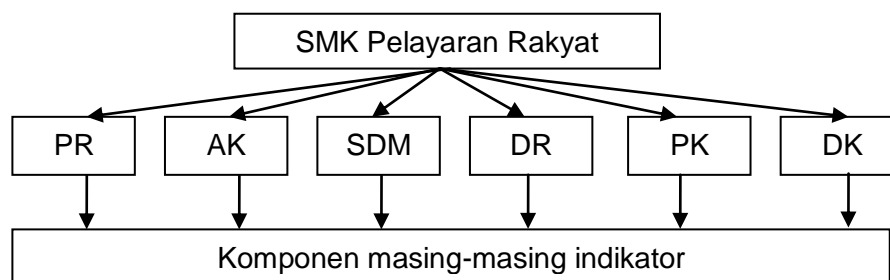 SMK Pelayaran Rakyat
PR AK SDM DR PK DK
Komponen masing-masing indikator